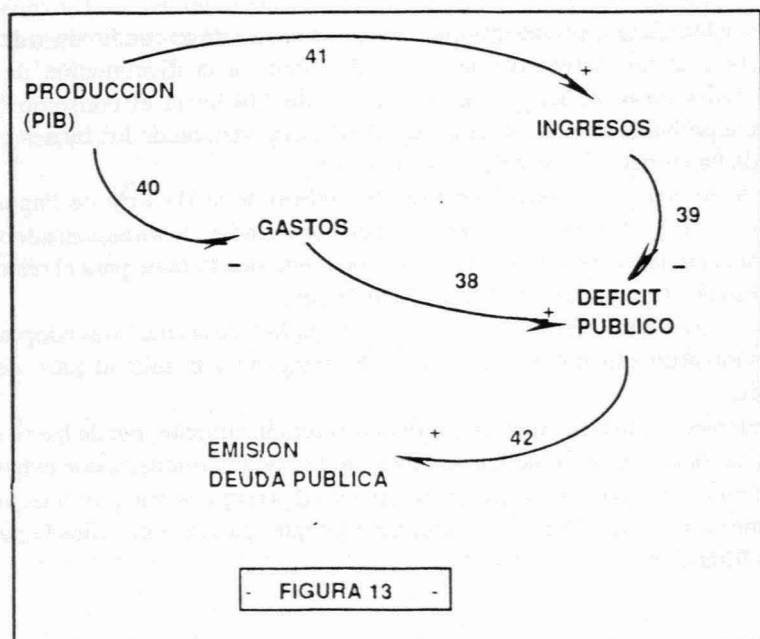 41
+
PRODUCCION
(PIB)
INGRESOS
40
39
GASTOS
-
38
-
+
DEFICIT
PUBLICO
+
42
EMISION
DEUDA PUBLICA
- FIGURA 13 -